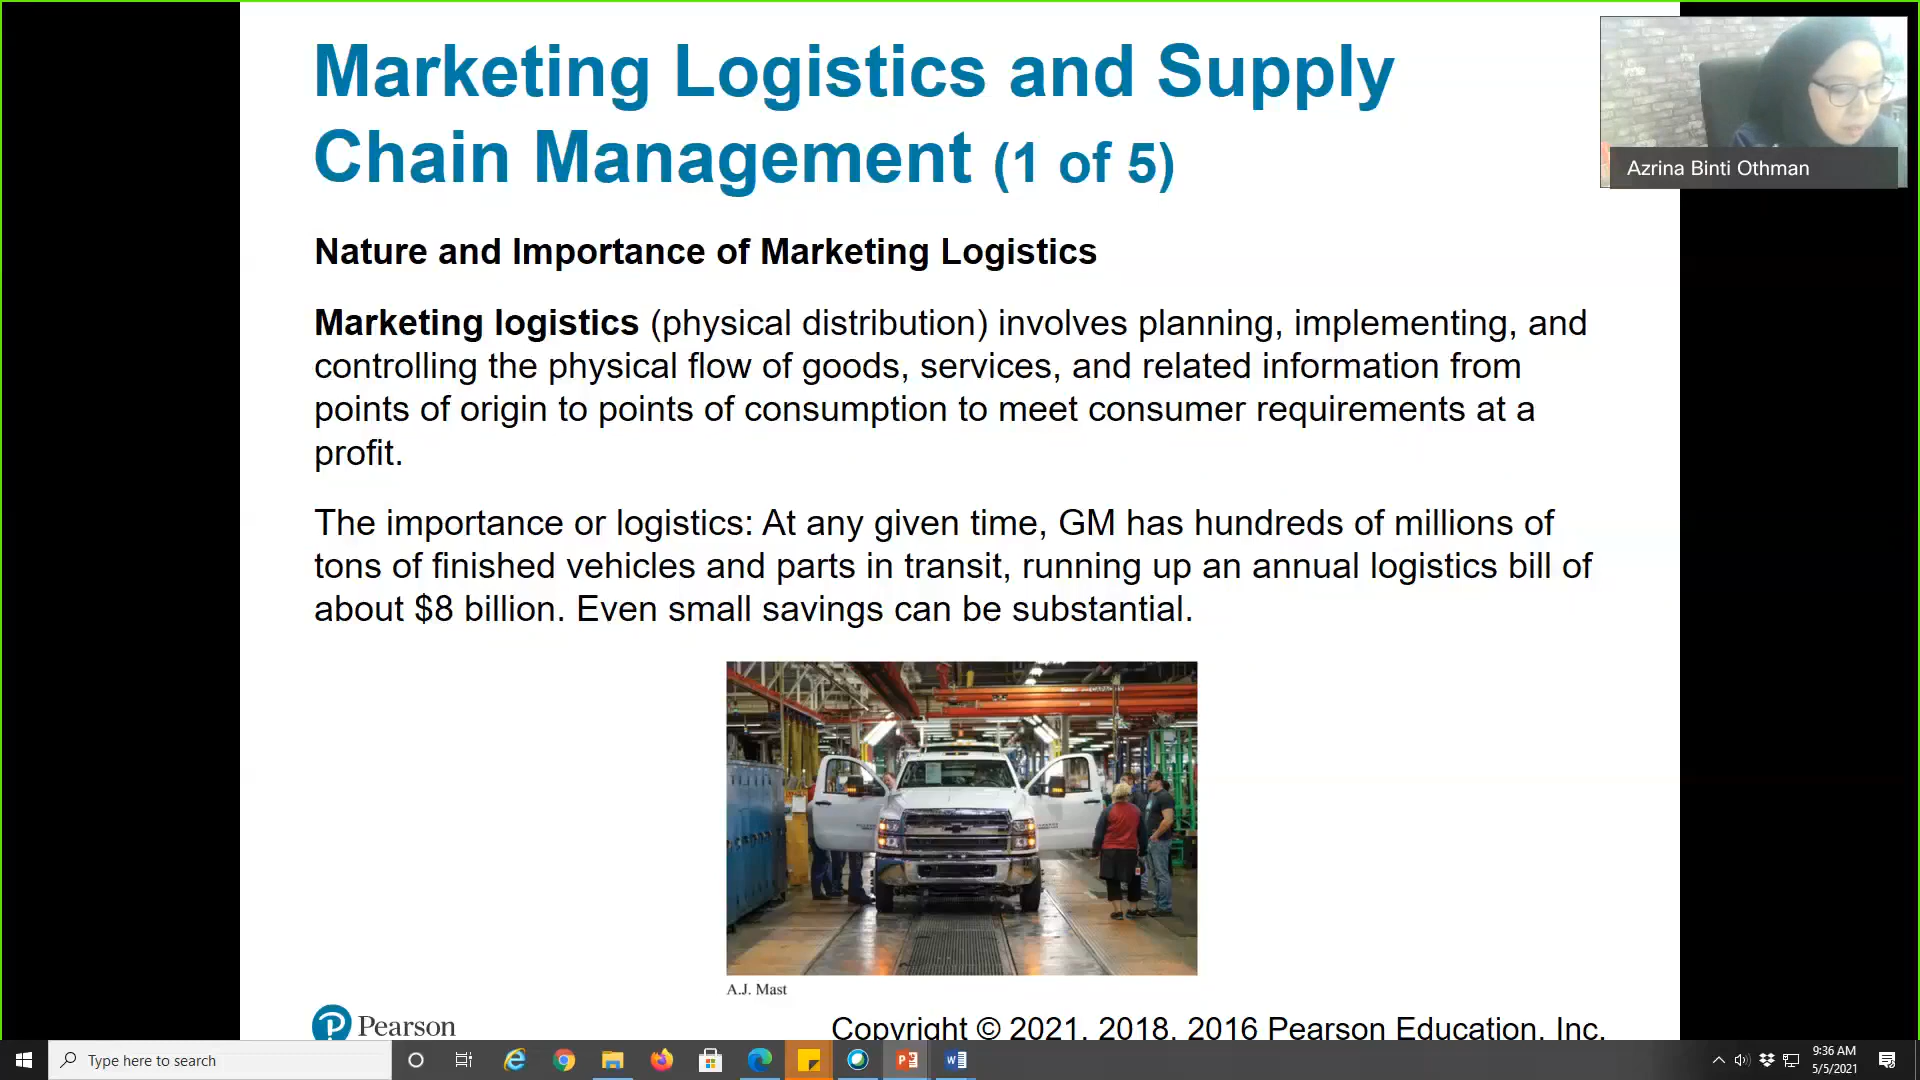 Marketing Logistics and Supply
Chain Management (1 of 5)
Azrina Binti Othman
Nature and Importance of Marketing Logistics
Marketing logistics (physical distribution) involves planning, implementing, and
controlling the physical flow of goods, services, and related information from
points of origin to points of consumption to meet consumer requirements at a
profit.
The importance or logistics: At any given time, GM has hundreds of millions of
tons of finished vehicles and parts in transit, running up an annual logistics bill of
about $8 billion. Even small savings can be substantial.
A.J. Mast
Pearson
Copyright © 2021, 2018, 2016 Pearson Education, Inc.
Type here to search
9:36 AM
5/5/2021